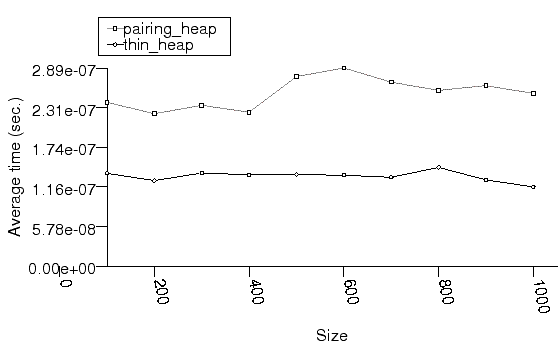 pairing_heap
thin_heap
2.89e-07
2.31e-07
1.74e-07
1.16e-07
5.78e-08
0.00e+00
Average time (sec.)
0
200
400
600
800
1000
Size